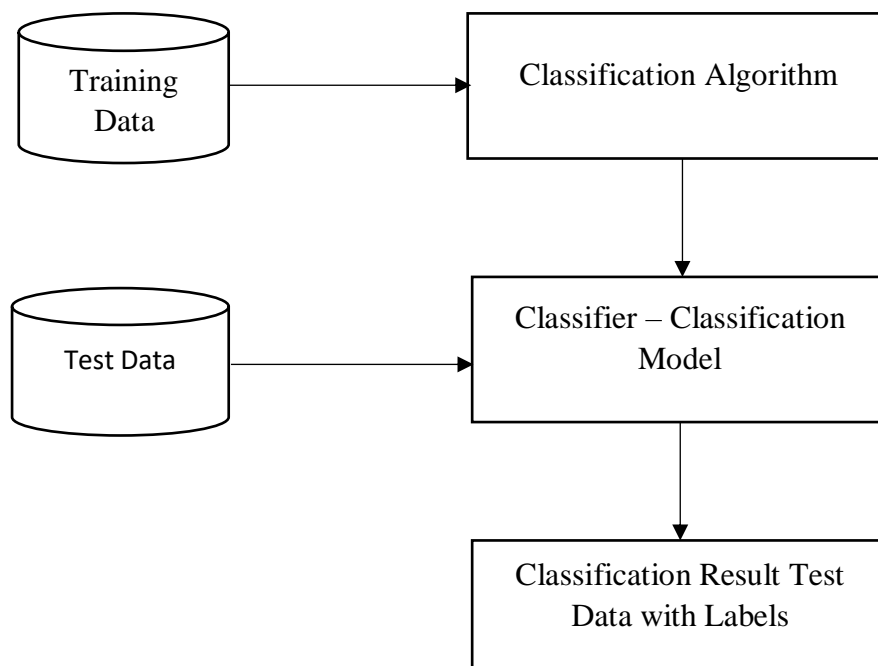 Training
Data
Classification Algorithm
Test Data
Classifier – Classification
Model
Classification Result Test
Data with Labels